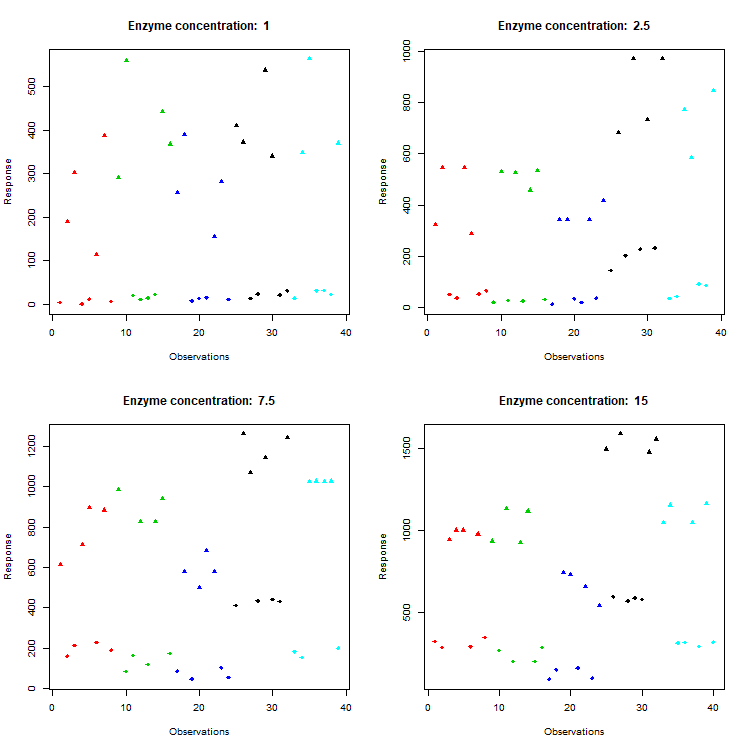 Enzyme concentration: 1
Response
0 100 200 300 400 500
0 10 20 30 40
Observations
Enzyme concentration: 2.5
Response
0 200 400 600 800 1000
0 10 20 30 40
Observations
Enzyme concentration: 7.5
Response
0 200 400 600 800 1000 1200
0 10 20 30 40
Observations
Enzyme concentration: 15
Response
500 1000 1500
0 10 20 30 40
Observations